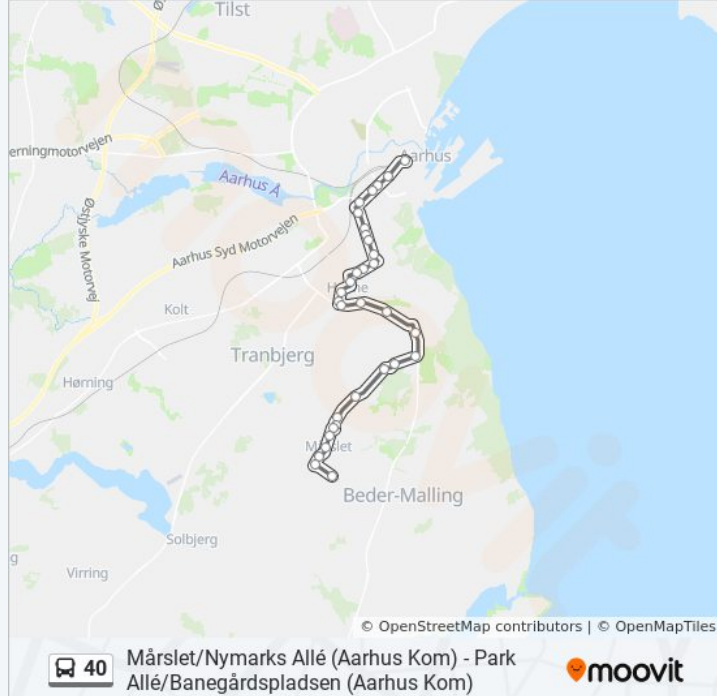 Tilst
erningmotorvejen
Aarhus
Aarhus Å
Østjyske Motorvej
Aarhus Syd Motorvejen
Kolt
Tranbjerg
Hørning
Beder-Malling
Solbjerg
Virring
© OpenStreetMap contributors | © OpenMapTiles
40
Mårslet/Nymarks Allé (Aarhus Kom) - Park
Allé/Banegårdspladsen (Aarhus Kom)
moovit